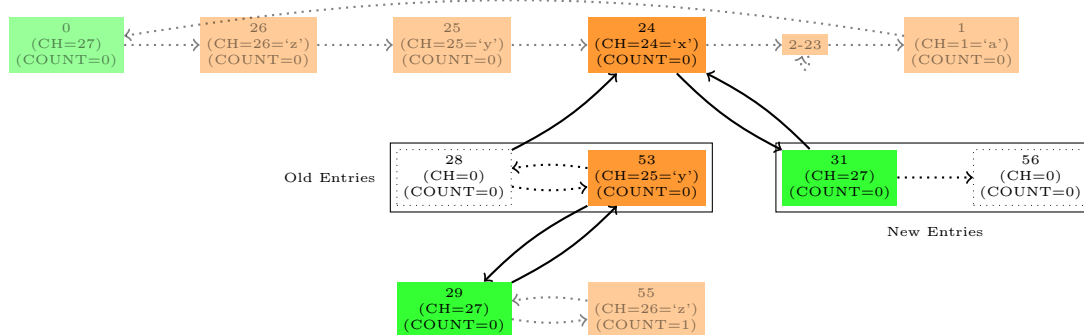 0
(CH=27)
(COUNT=0)
26
(CH=26=‘z’)
(COUNT=0)
25
(CH=25=‘y’)
(COUNT=0)
24
(CH=24=‘x’)
(COUNT=0)
2-23
1
(CH=1=‘a’)
(COUNT=0)
Old Entries
28
(CH=0)
(COUNT=0)
53
(CH=25=‘y’)
(COUNT=0)
31
(CH=27)
(COUNT=0)
56
(CH=0)
(COUNT=0)
New Entries
29
(CH=27)
(COUNT=0)
55
(CH=26=‘z’)
(COUNT=1)